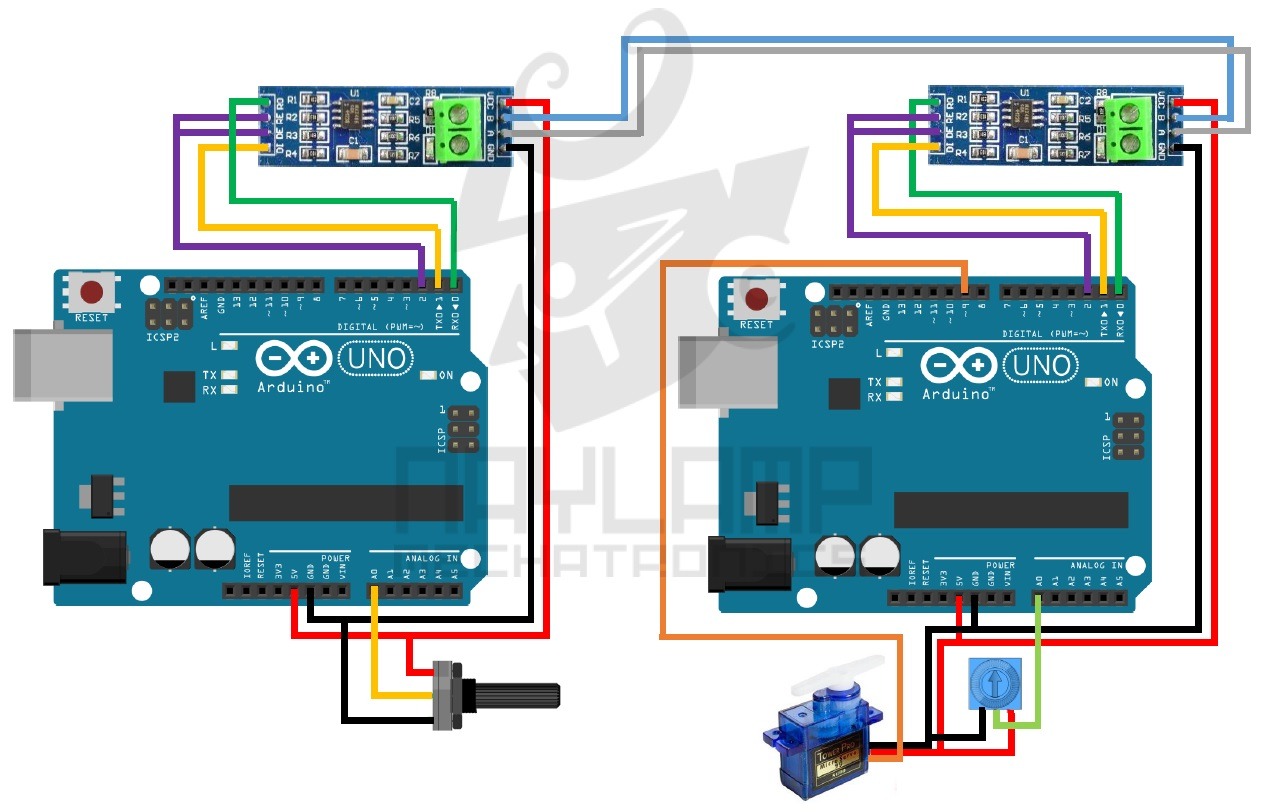 R1 U1 C2 R8 VCC
R2 R5 B
R3 R6 A
R4 C1 R7 GND
RO
RE
DE
DI
R1 U1 C2 R8 VCC
R2 R5 B
R3 R6 A
R4 C1 R7 GND
RO
RE
DE
DI
RESET
ICSP2
AREF
GND
13
12
~11
~10
~9
8
7
~6
~5
4
~3
2
TX0▶1
RX0◀0
DIGITAL (PWM=~)
L
TX
RX
UNO
Arduino™
ON
1
ICSP
POWER
ANALOG IN
IOREF
RESET
3V3
5V
GND
GND
VIN
A0
A1
A2
A3
A4
A5
RESET
ICSP2
AREF
GND
13
12
~11
~10
~9
8
7
~6
~5
4
~3
2
TX0▶1
RX0◀0
DIGITAL (PWM=~)
L
TX
RX
UNO
Arduino™
ON
1
ICSP
POWER
ANALOG IN
IOREF
RESET
3V3
5V
GND
GND
VIN
A0
A1
A2
A3
A4
A5
NAYLAMP
MECHATRONICS
Tower Pro
Micro Servo